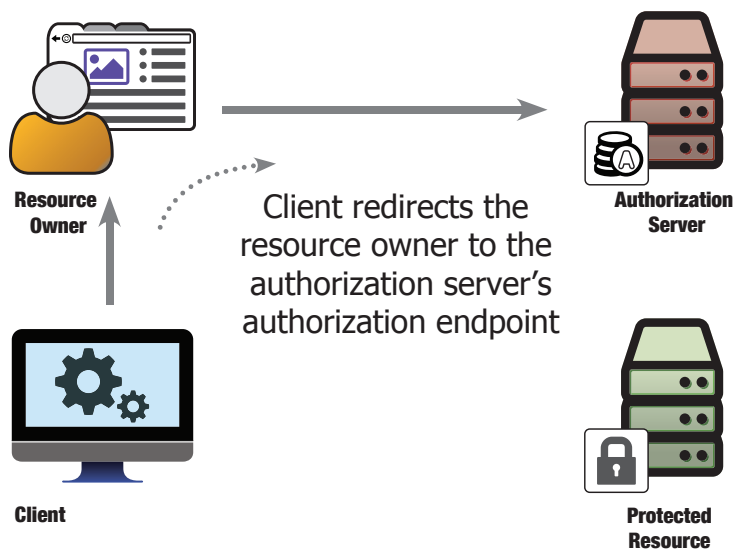 Resource
Owner
Authorization
Server
A
Client redirects the
resource owner to the
authorization server’s
authorization endpoint
Client
Protected
Resource